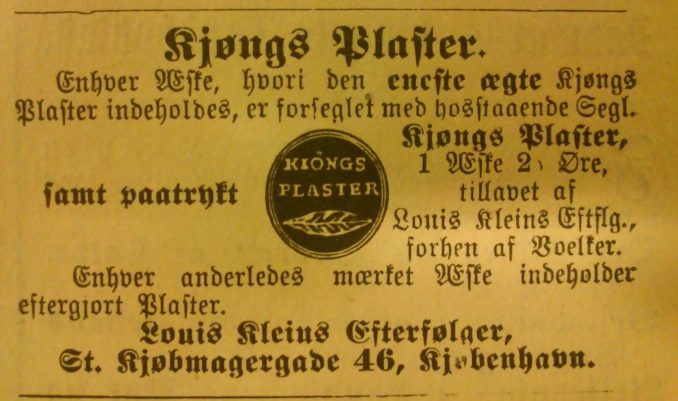 Kjøngs Plaster.
Enhver Æske, hvori den eneste ægte Kjøngs
Plaster indeholdes, er forseglet med hosstaaende Segl.
samt paatrykt
KIÖNGS
PLASTER
Kjøngs Plaster,
1 Æske Øre,
tillavet af
Louis Kleins Eftflg.,
forhen af Voelker.
Enhver anderledes mærket Æske indeholder
eftergjort Plaster.
Louis Kleins Efterfølger,
St. Kjøbmagergade 46, Kjøbenhavn.